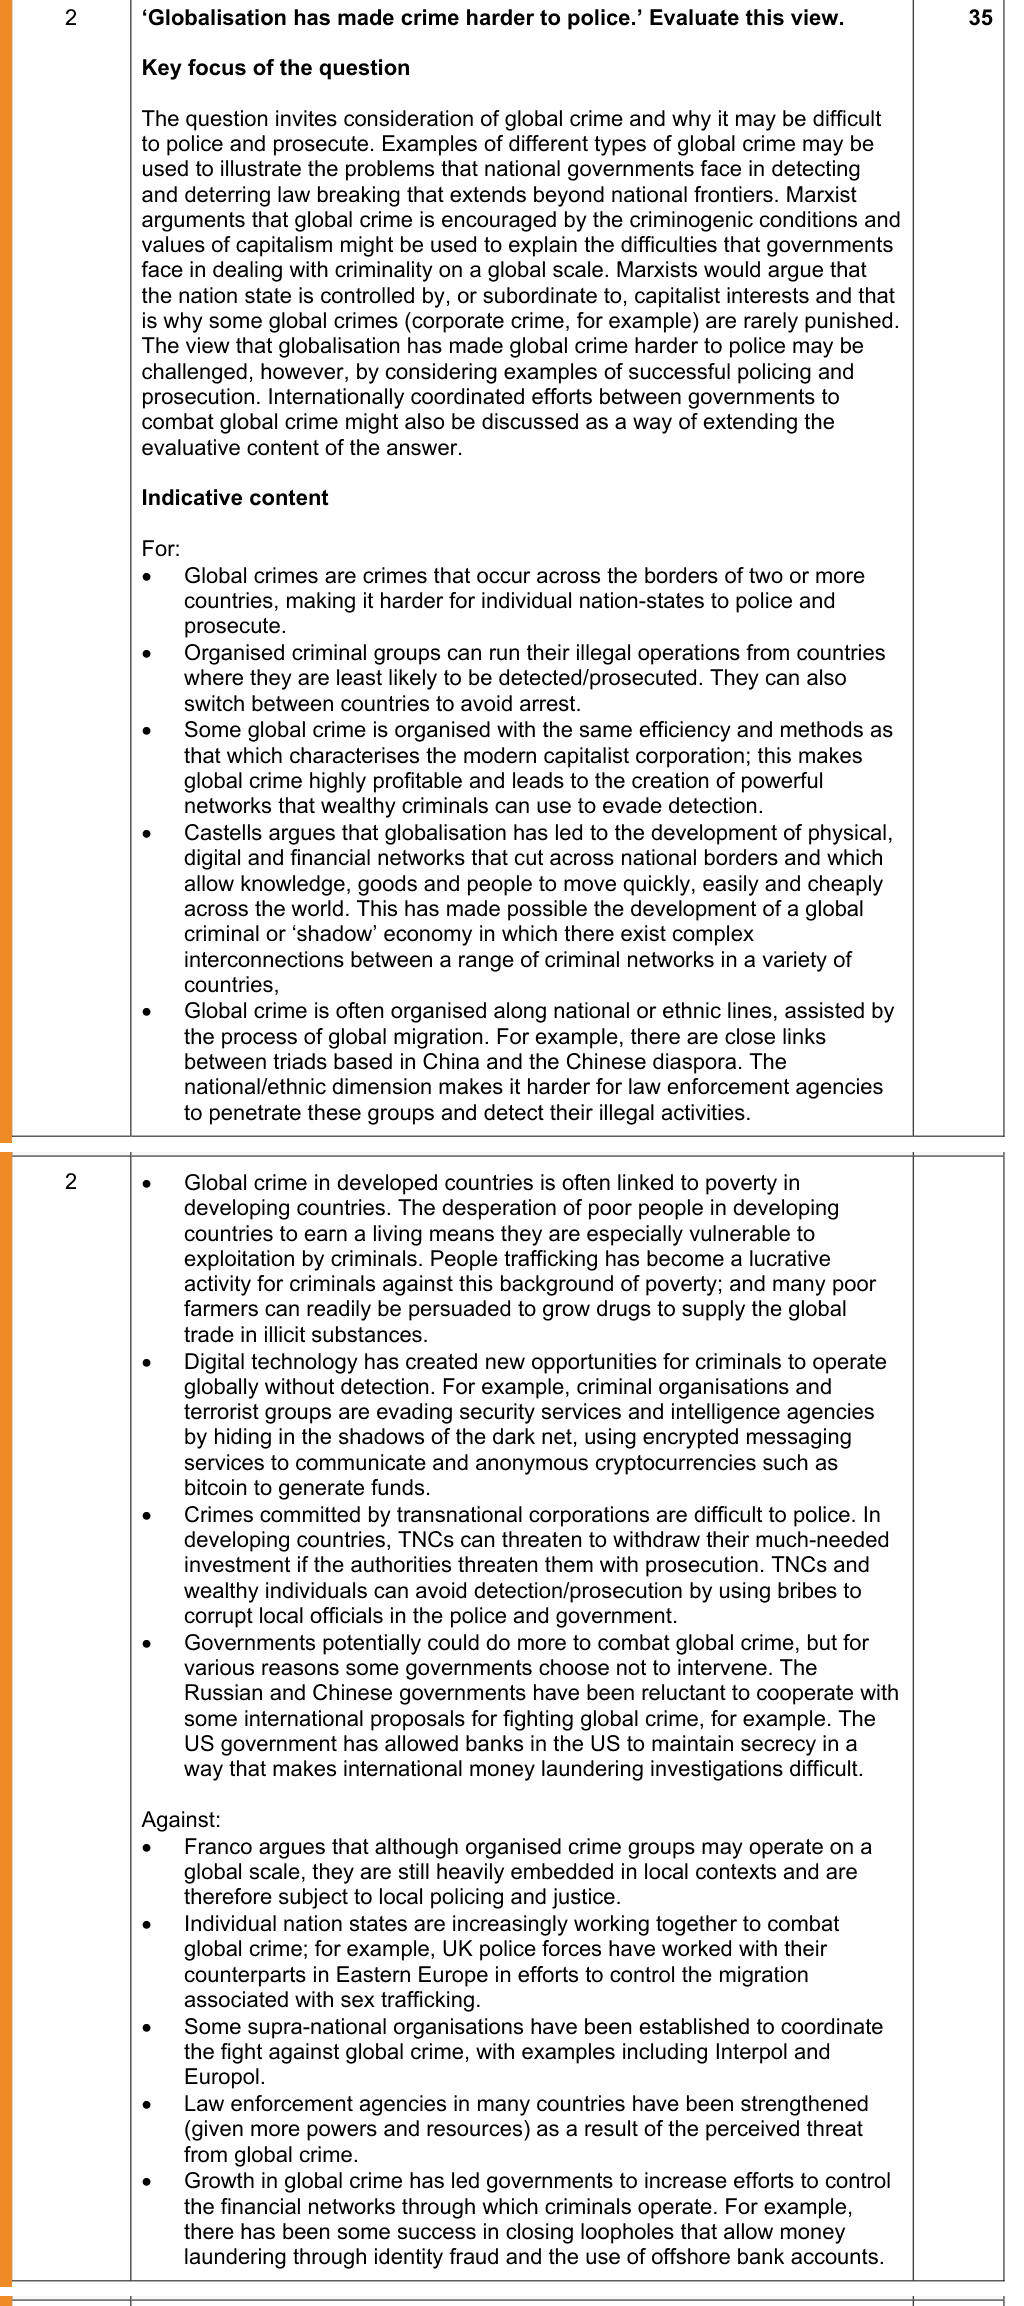 2 ‘Globalisation has made crime harder to police.’ Evaluate this view. 35
Key focus of the question
The question invites consideration of global crime and why it may be difficult
to police and prosecute. Examples of different types of global crime may be
used to illustrate the problems that national governments face in detecting
and deterring law breaking that extends beyond national frontiers. Marxist
arguments that global crime is encouraged by the criminogenic conditions and
values of capitalism might be used to explain the difficulties that governments
face in dealing with criminality on a global scale. Marxists would argue that
the nation state is controlled by, or subordinate to, capitalist interests and that
is why some global crimes (corporate crime, for example) are rarely punished.
The view that globalisation has made global crime harder to police may be
challenged, however, by considering examples of successful policing and
prosecution. Internationally coordinated efforts between governments to
combat global crime might also be discussed as a way of extending the
evaluative content of the answer.
Indicative content
For:
• Global crimes are crimes that occur across the borders of two or more
countries, making it harder for individual nation-states to police and
prosecute.
• Organised criminal groups can run their illegal operations from countries
where they are least likely to be detected/prosecuted. They can also
switch between countries to avoid arrest.
• Some global crime is organised with the same efficiency and methods as
that which characterises the modern capitalist corporation; this makes
global crime highly profitable and leads to the creation of powerful
networks that wealthy criminals can use to evade detection.
• Castells argues that globalisation has led to the development of physical,
digital and financial networks that cut across national borders and which
allow knowledge, goods and people to move quickly, easily and cheaply
across the world. This has made possible the development of a global
criminal or ‘shadow’ economy in which there exist complex
interconnections between a range of criminal networks in a variety of
countries,
• Global crime is often organised along national or ethnic lines, assisted by
the process of global migration. For example, there are close links
between triads based in China and the Chinese diaspora. The
national/ethnic dimension makes it harder for law enforcement agencies
to penetrate these groups and detect their illegal activities.
2 • Global crime in developed countries is often linked to poverty in
developing countries. The desperation of poor people in developing
countries to earn a living means they are especially vulnerable to
exploitation by criminals. People trafficking has become a lucrative
activity for criminals against this background of poverty; and many poor
farmers can readily be persuaded to grow drugs to supply the global
trade in illicit substances.
• Digital technology has created new opportunities for criminals to operate
globally without detection. For example, criminal organisations and
terrorist groups are evading security services and intelligence agencies
by hiding in the shadows of the dark net, using encrypted messaging
services to communicate and anonymous cryptocurrencies such as
bitcoin to generate funds.
• Crimes committed by transnational corporations are difficult to police. In
developing countries, TNCs can threaten to withdraw their much-needed
investment if the authorities threaten them with prosecution. TNCs and
wealthy individuals can avoid detection/prosecution by using bribes to
corrupt local officials in the police and government.
• Governments potentially could do more to combat global crime, but for
various reasons some governments choose not to intervene. The
Russian and Chinese governments have been reluctant to cooperate with
some international proposals for fighting global crime, for example. The
US government has allowed banks in the US to maintain secrecy in a
way that makes international money laundering investigations difficult.
Against:
• Franco argues that although organised crime groups may operate on a
global scale, they are still heavily embedded in local contexts and are
therefore subject to local policing and justice.
• Individual nation states are increasingly working together to combat
global crime; for example, UK police forces have worked with their
counterparts in Eastern Europe in efforts to control the migration
associated with sex trafficking.
• Some supra-national organisations have been established to coordinate
the fight against global crime, with examples including Interpol and
Europol.
• Law enforcement agencies in many countries have been strengthened
(given more powers and resources) as a result of the perceived threat
from global crime.
• Growth in global crime has led governments to increase efforts to control
the financial networks through which criminals operate. For example,
there has been some success in closing loopholes that allow money
laundering through identity fraud and the use of offshore bank accounts.